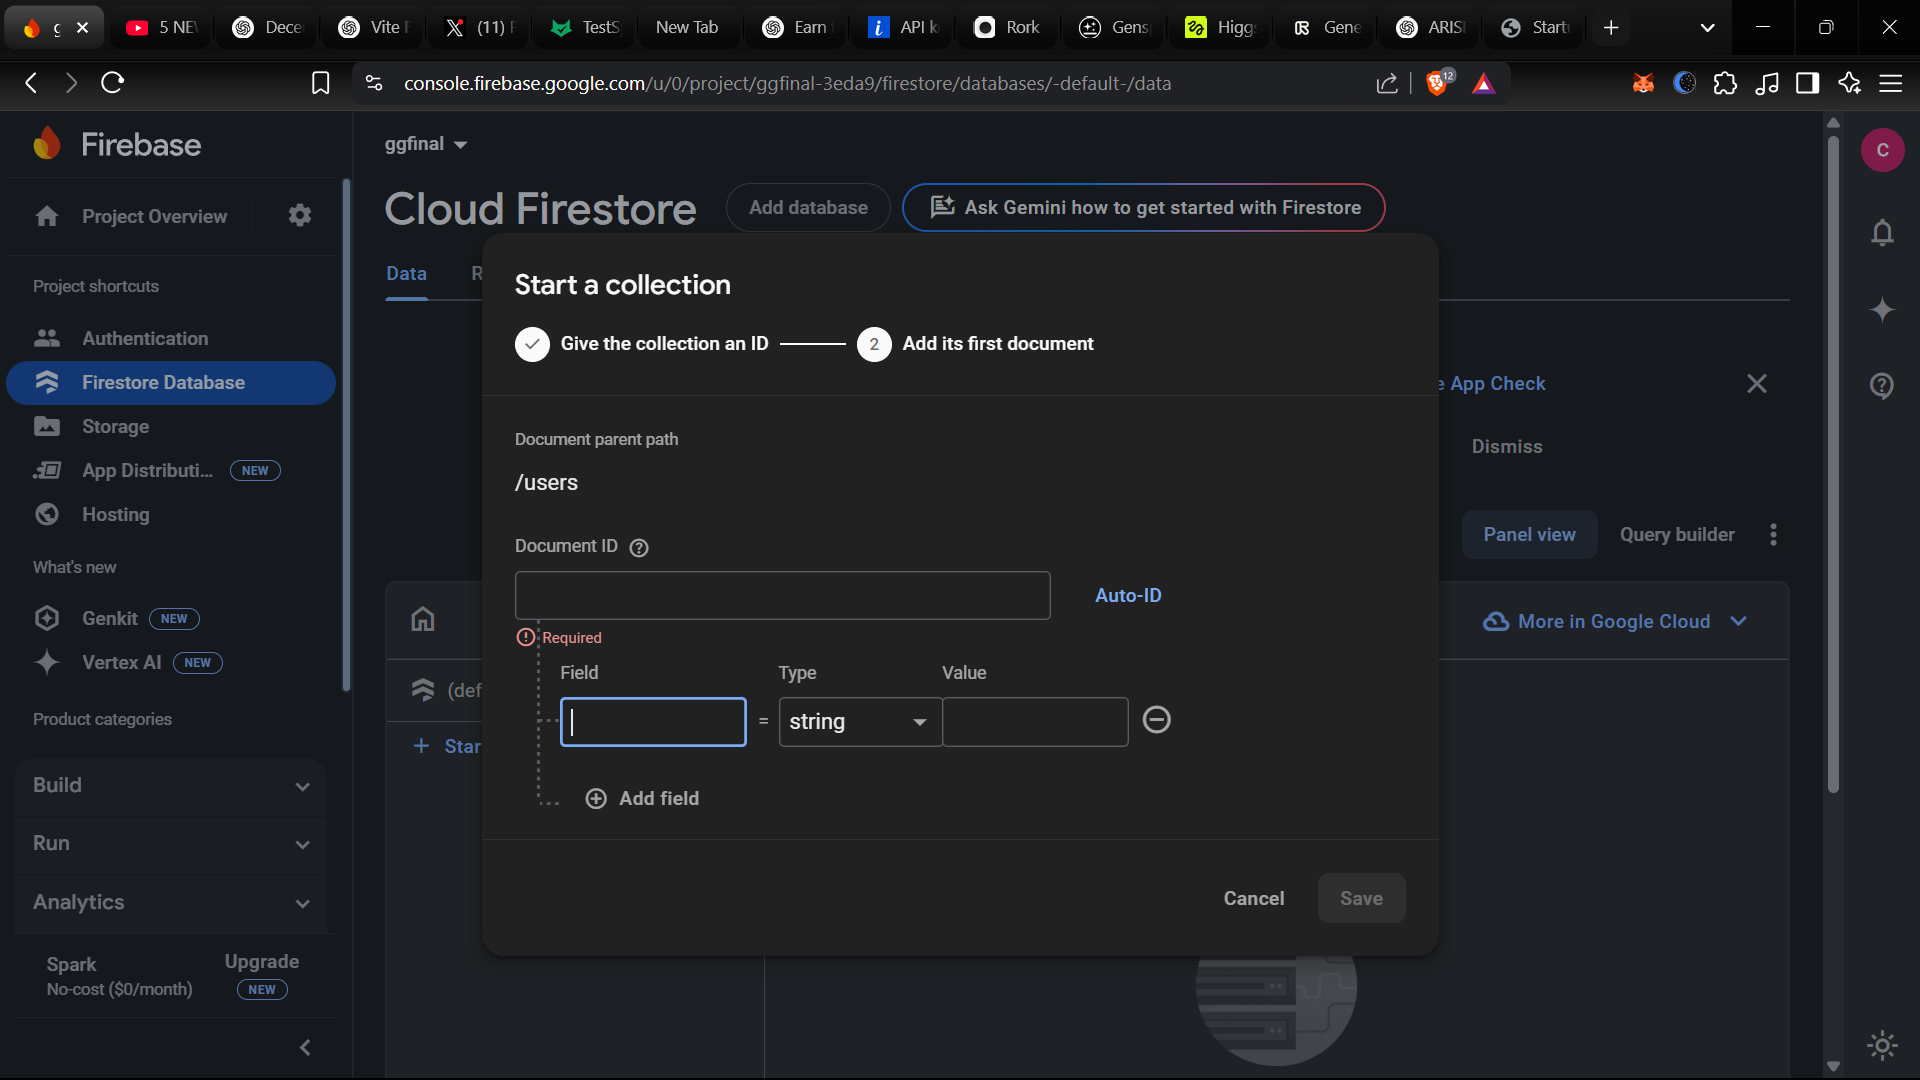 5 NE
Dece
Vite
(11)
TestS
New Tab
Earn
API k
Rork
Gens
Higgs
Gene
ARIS
Start
console.firebase.google.com/u/0/project/ggfinal-3eda9/firestore/databases/-default-/data
12
Firebase
Project Overview
Project shortcuts
Authentication
Firestore Database
Storage
App Distributi... NEW
Hosting
What's new
Genkit NEW
Vertex AI NEW
Product categories
Build
Run
Analytics
Spark
No-cost ($0/month)
Upgrade
NEW
ggfinal
Cloud Firestore
Add database
Ask Gemini how to get started with Firestore
C
Data
R
Start a collection
Give the collection an ID
2 Add its first document
App Check
Dismiss
Document parent path
/users
Panel view
Query builder
Document ID
Auto-ID
Required
More in Google Cloud
Field Type Value
(def
= string
Star
Add field
Cancel
Save